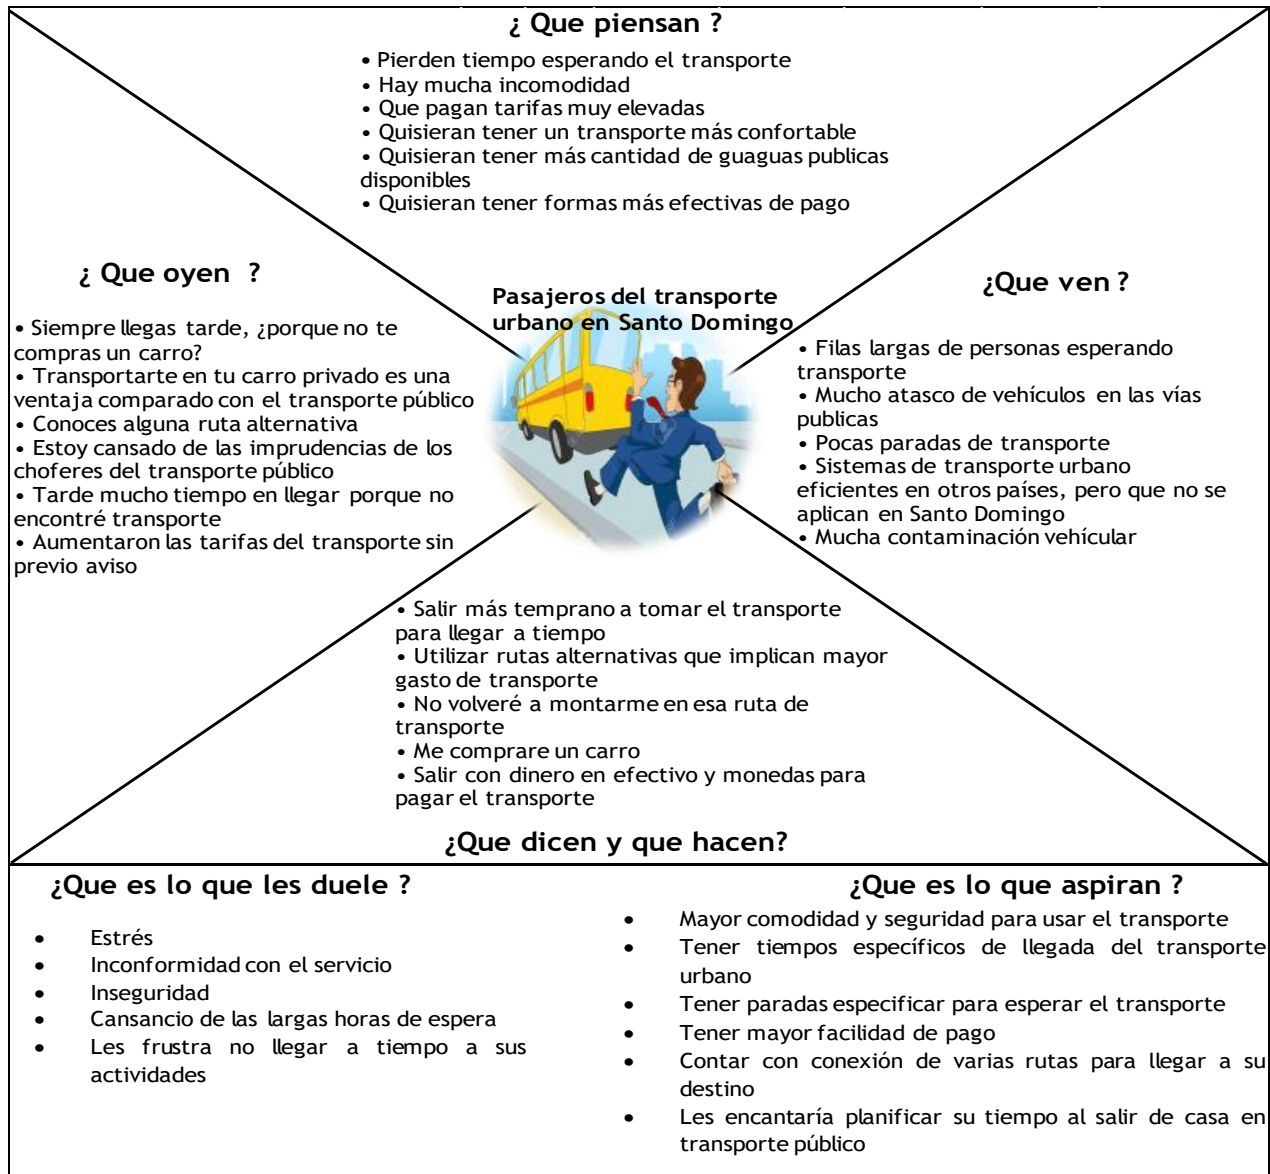 ¿ Que piensan ?
• Pierden tiempo esperando el transporte
• Hay mucha incomodidad
• Que pagan tarifas muy elevadas
• Quisieran tener un transporte más confortable
• Quisieran tener más cantidad de guaguas publicas
disponibles
• Quisieran tener formas más efectivas de pago
¿ Que oyen ?
• Siempre llegas tarde, ¿porque no te
compras un carro?
• Transportarte en tu carro privado es una
ventaja comparado con el transporte público
• Conoces alguna ruta alternativa
• Estoy cansado de las imprudencias de los
choferes del transporte público
• Tarde mucho tiempo en llegar porque no
encontré transporte
• Aumentaron las tarifas del transporte sin
previo aviso
Pasajeros del transporte
urbano en Santo Domingo
¿Que ven ?
• Filas largas de personas esperando
transporte
• Mucho atasco de vehículos en las vías
publicas
• Pocas paradas de transporte
• Sistemas de transporte urbano
eficientes en otros países, pero que no se
aplican en Santo Domingo
• Mucha contaminación vehícular
• Salir más temprano a tomar el transporte
para llegar a tiempo
• Utilizar rutas alternativas que implican mayor
gasto de transporte
• No volveré a montarme en esa ruta de
transporte
• Me comprare un carro
• Salir con dinero en efectivo y monedas para
pagar el transporte
¿Que dicen y que hacen?
¿Que es lo que les duele ?
• Estrés
• Inconformidad con el servicio
• Inseguridad
• Cansancio de las largas horas de espera
• Les frustra no llegar a tiempo a sus
actividades
¿Que es lo que aspiran ?
• Mayor comodidad y seguridad para usar el transporte
• Tener tiempos específicos de llegada del transporte
urbano
• Tener paradas especificar para esperar el transporte
• Tener mayor facilidad de pago
• Contar con conexión de varias rutas para llegar a su
destino
• Les encantaría planificar su tiempo al salir de casa en
transporte público